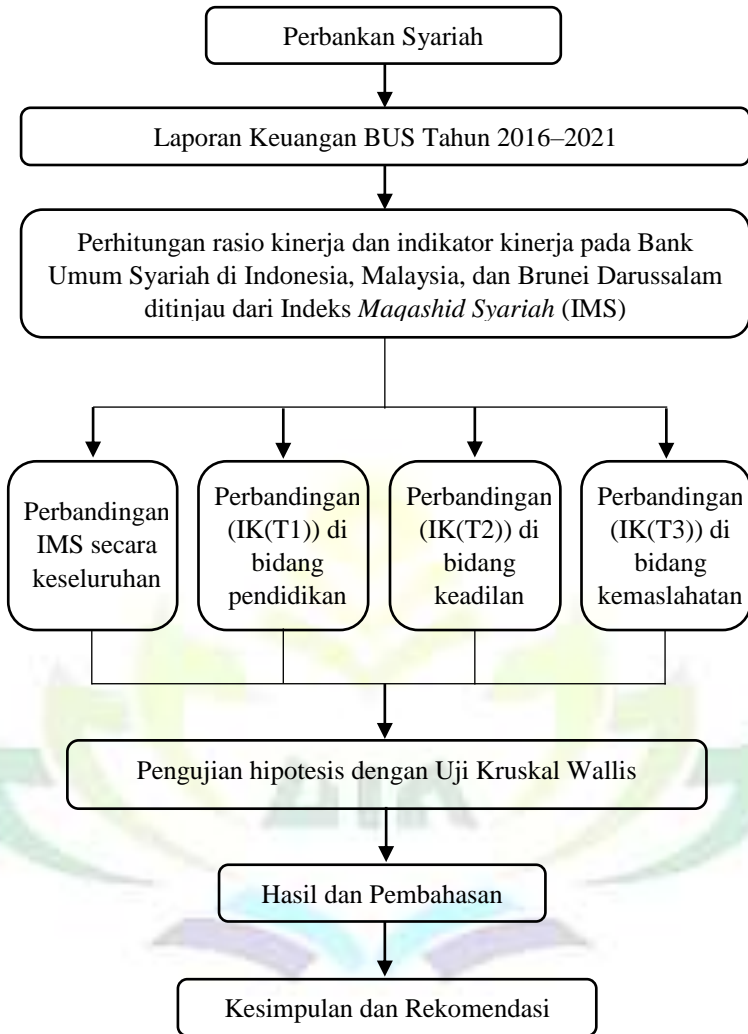 Perbankan Syariah
Laporan Keuangan BUS Tahun 2016–2021
Perhitungan rasio kinerja dan indikator kinerja pada Bank
Umum Syariah di Indonesia, Malaysia, dan Brunei Darussalam
ditinjau dari Indeks Maqashid Syariah (IMS)
Perbandingan
IMS secara
keseluruhan
Perbandingan
(IK(T1)) di
bidang
pendidikan
Perbandingan
(IK(T2)) di
bidang
keadilan
Perbandingan
(IK(T3)) di
bidang
kemaslahatan
Pengujian hipotesis dengan Uji Kruskal Wallis
Hasil dan Pembahasan
Kesimpulan dan Rekomendasi